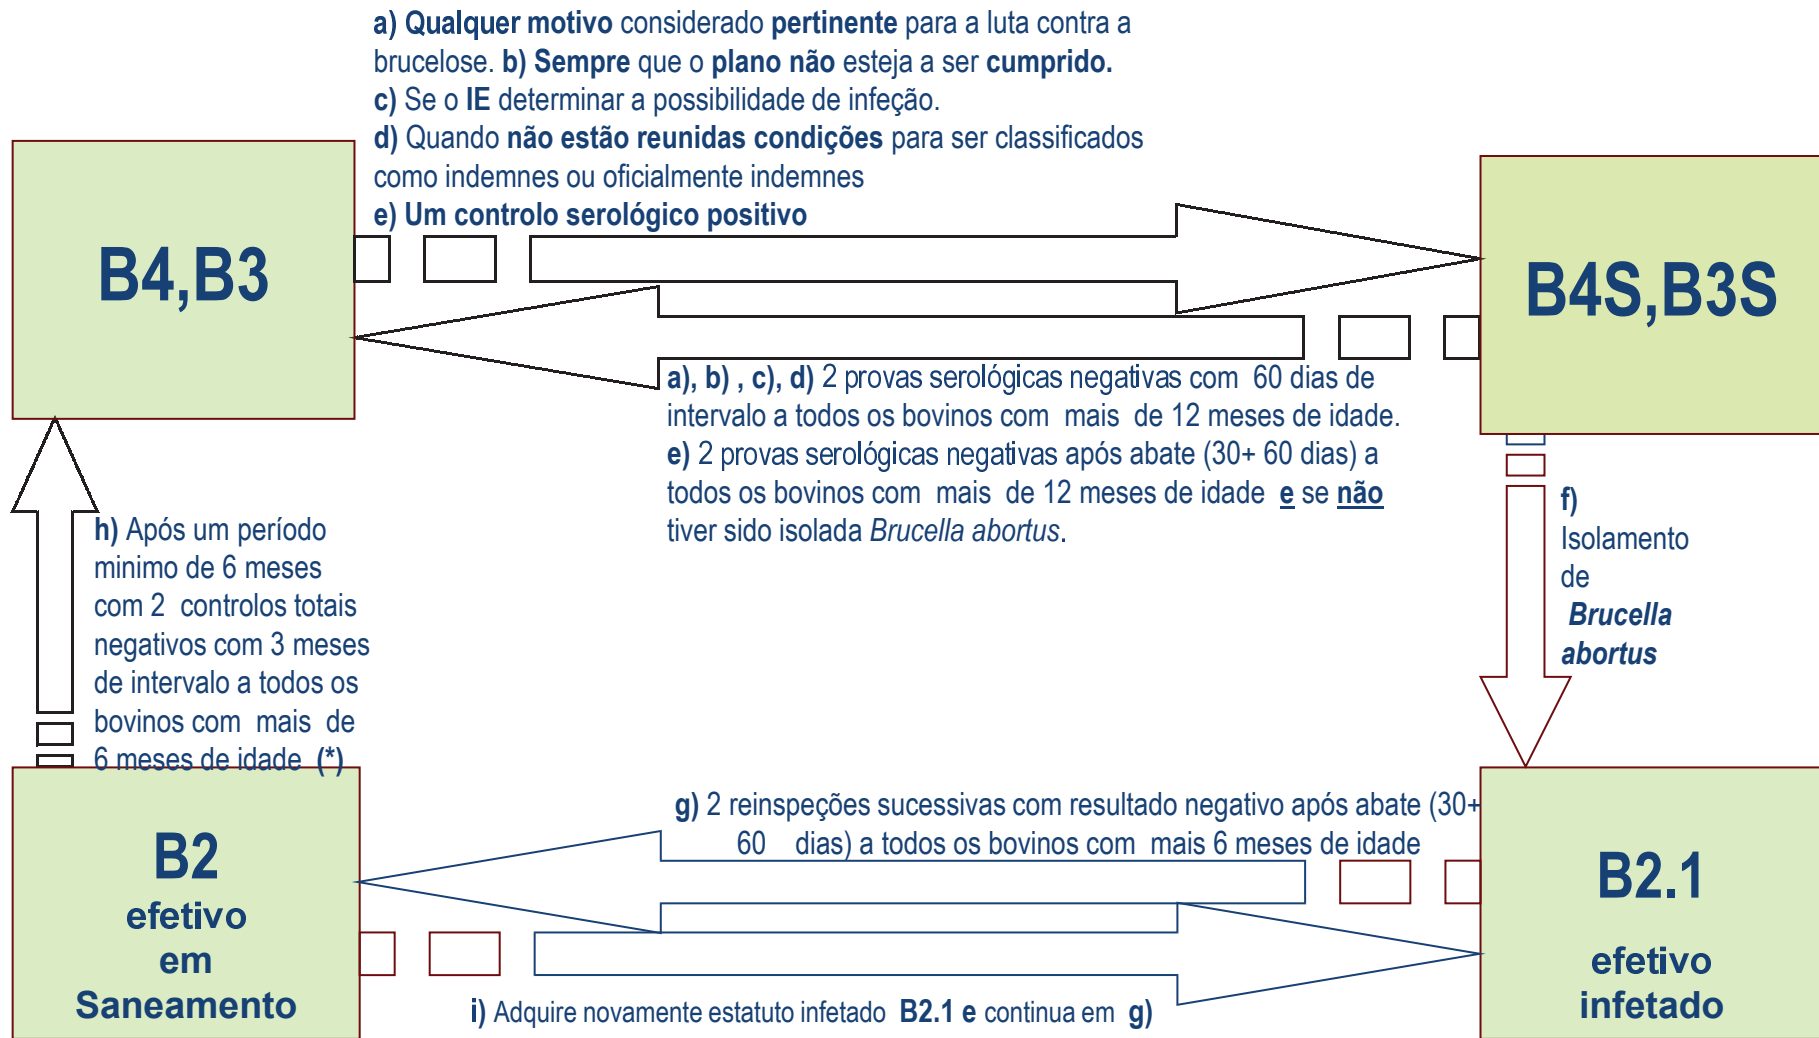 a) Qualquer motivo considerado pertinente para a luta contra a
brucelose. b) Sempre que o plano não esteja a ser cumprido.
c) Se o IE determinar a possibilidade de infeção.
d) Quando não estão reunidas condições para ser classificados
como indemnes ou oficialmente indemnes
e) Um controlo serológico positivo
B4,B3
B4S,B3S
a), b) , c), d) 2 provas serológicas negativas com 60 dias de
intervalo a todos os bovinos com mais de 12 meses de idade.
e) 2 provas serológicas negativas após abate (30+ 60 dias) a
todos os bovinos com mais de 12 meses de idade e se não
tiver sido isolada Brucella abortus.
f)
Isolamento
de
Brucella
abortus
h) Após um período
minimo de 6 meses
com 2 controlos totais
negativos com 3 meses
de intervalo a todos os
bovinos com mais de
6 meses de idade (*)
g) 2 reinspeções sucessivas com resultado negativo após abate (30+
60 dias) a todos os bovinos com mais 6 meses de idade
B2
efetivo
em
Saneamento
B2.1
efetivo
infetado
i) Adquire novamente estatuto infetado B2.1 e continua em g)